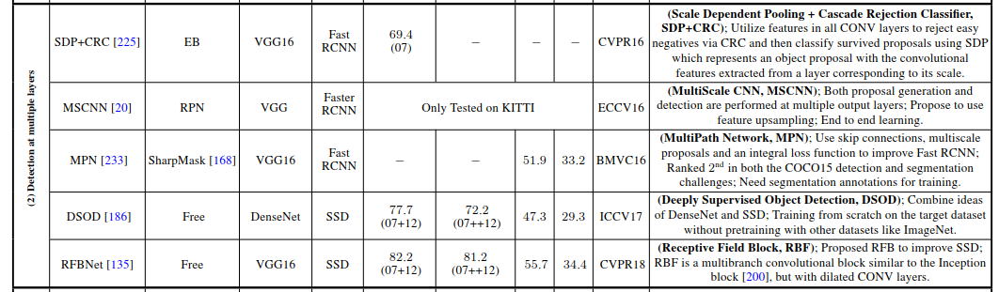 (2) Detection at multiple layers
SDP+CRC [225] EB VGG16 Fast RCNN 69.4 (07) − − − CVPR16
(Scale Dependent Pooling + Cascade Rejection Classifier,
SDP+CRC); Utilize features in all CONV layers to reject easy
negatives via CRC and then classify survived proposals using SDP
which represents an object proposal with the convolutional
features extracted from a layer corresponding to its scale.
MSCNN [20] RPN VGG Faster RCNN Only Tested on KITTI ECCV16
(MultiScale CNN, MSCNN); Both proposal generation and
detection are performed at multiple output layers; Propose to use
feature upsampling; End to end learning.
MPN [233] SharpMask [168] VGG16 Fast RCNN − − 51.9 33.2 BMVC16
(MultiPath Network, MPN); Use skip connections, multiscale
proposals and an integral loss function to improve Fast RCNN;
Ranked 2nd in both the COCO15 detection and segmentation
challenges; Need segmentation annotations for training.
DSOD [186] Free DenseNet SSD 77.7 (07+12) 72.2 (07++12) 47.3 29.3 ICCV17
(Deeply Supervised Object Detection, DSOD); Combine ideas
of DenseNet and SSD; Training from scratch on the target dataset
without pretraining with other datasets like ImageNet.
RFBNet [135] Free VGG16 SSD 82.2 (07+12) 81.2 (07++12) 55.7 34.4 CVPR18
(Receptive Field Block, RBF); Proposed RFB to improve SSD;
RBF is a multibranch convolutional block similar to the Inception
block [200], but with dilated CONV layers.